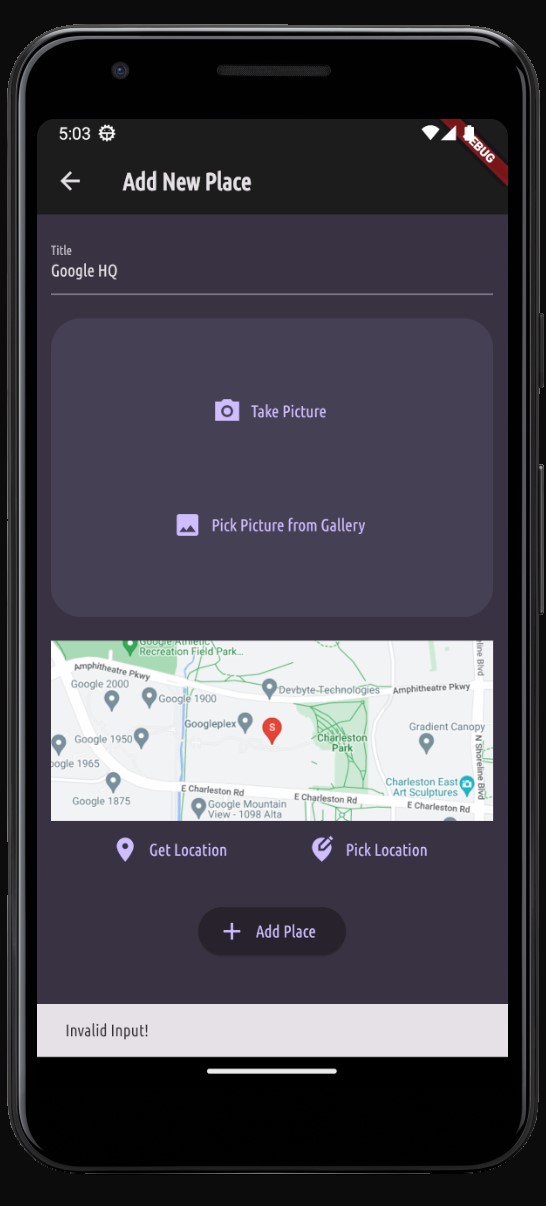 5:03
DEBUG
Add New Place
Title
Google HQ
Take Picture
Pick Picture from Gallery
Google Athletic
Recreation Field Park...
Amphitheatre Pkwy
Google 2000
Google 1900
Devbyte Technologies
Amphitheatre Pkwy
Googleplex
S
Gradient Canopy
Google 1950
Charleston
Park
N Shoreline Blvd
ogle 1965
Charleston East
Art Sculptures
E Charleston Rd
E Charleston Rd
E Charleston Rd
Google 1875
Google Mountain
View - 1098 Alta
Get Location
Pick Location
Add Place
Invalid Input!